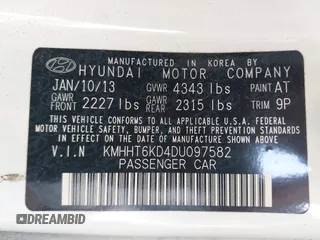 MANUFACTURED IN KOREA BY
HYUNDAI MOTOR COMPANY
JAN/10/13 GVWR 4343 lbs PAINT AT
GAWR FRONT 2227 lbs GAWR REAR 2315 lbs TRIM 9P
THIS VEHICLE CONFORMS TO ALL APPLICABLE U.S.
FEDERAL MOTOR VEHICLE
SAFETY, BUMPER, AND THEFT PREVENTION STANDARDS
IN EFFECT ON THE DATE OF MANUFACTURE SHOWN ABOVE.
V.I.N KMHHT6KD4DU097582
PASSENGER CAR
DREAMBID